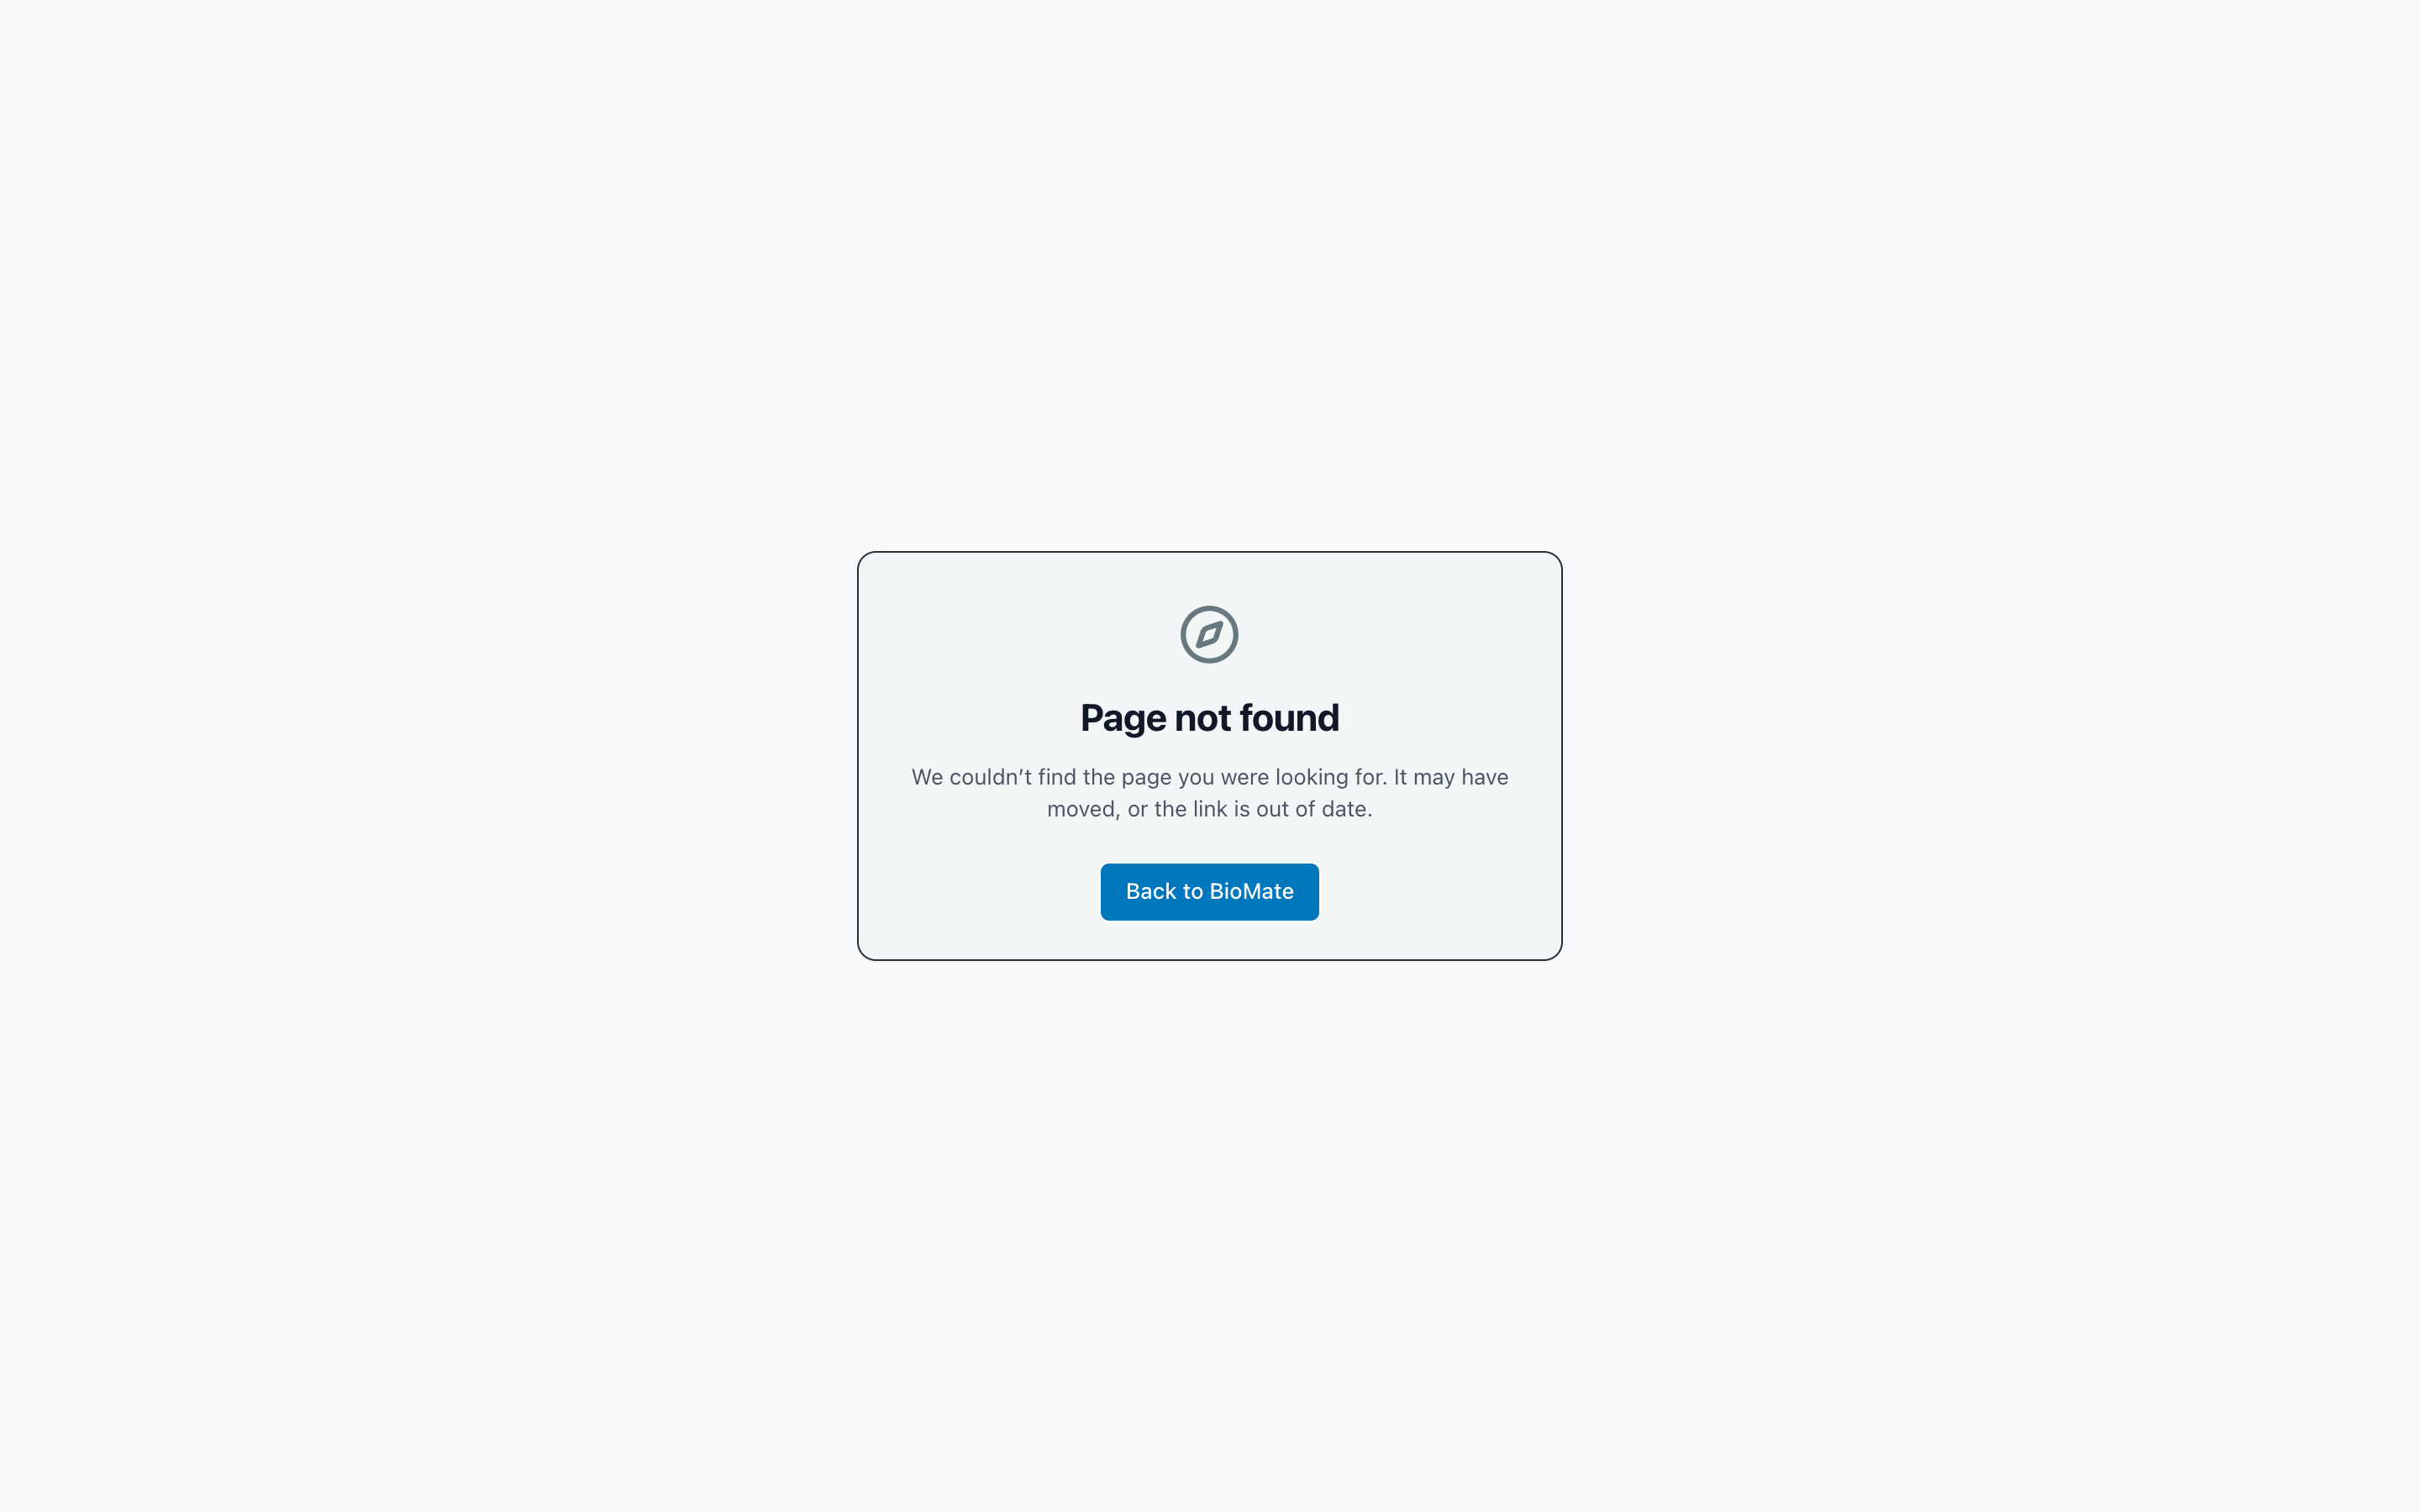 Page not found
We couldn’t find the page you were looking for. It may have
moved, or the link is out of date.
Back to BioMate